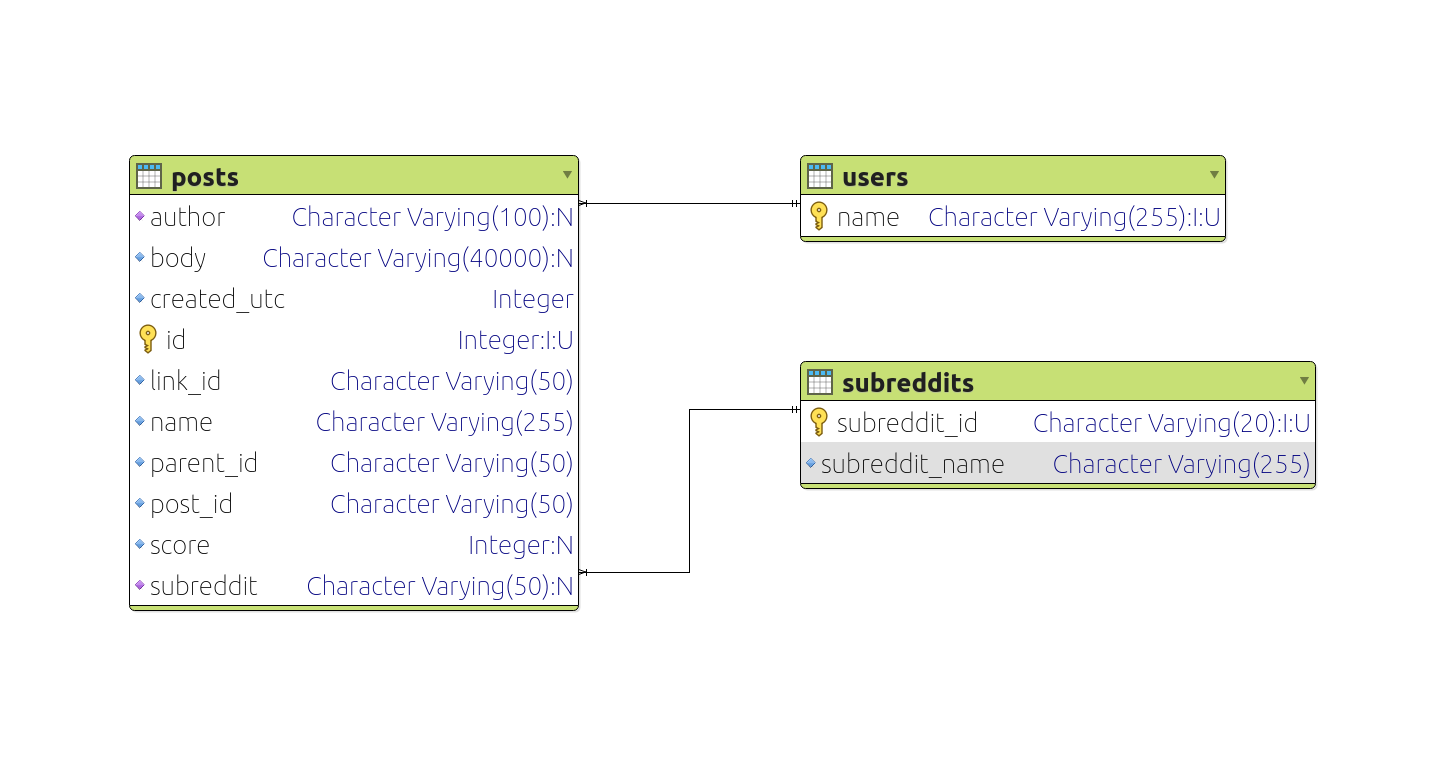 posts
author Character Varying(100):N
body Character Varying(40000):N
created_utc Integer
id Integer:I:U
link_id Character Varying(50)
name Character Varying(255)
parent_id Character Varying(50)
post_id Character Varying(50)
score Integer:N
subreddit Character Varying(50):N
users
name Character Varying(255):I:U
subreddits
subreddit_id Character Varying(20):I:U
subreddit_name Character Varying(255)